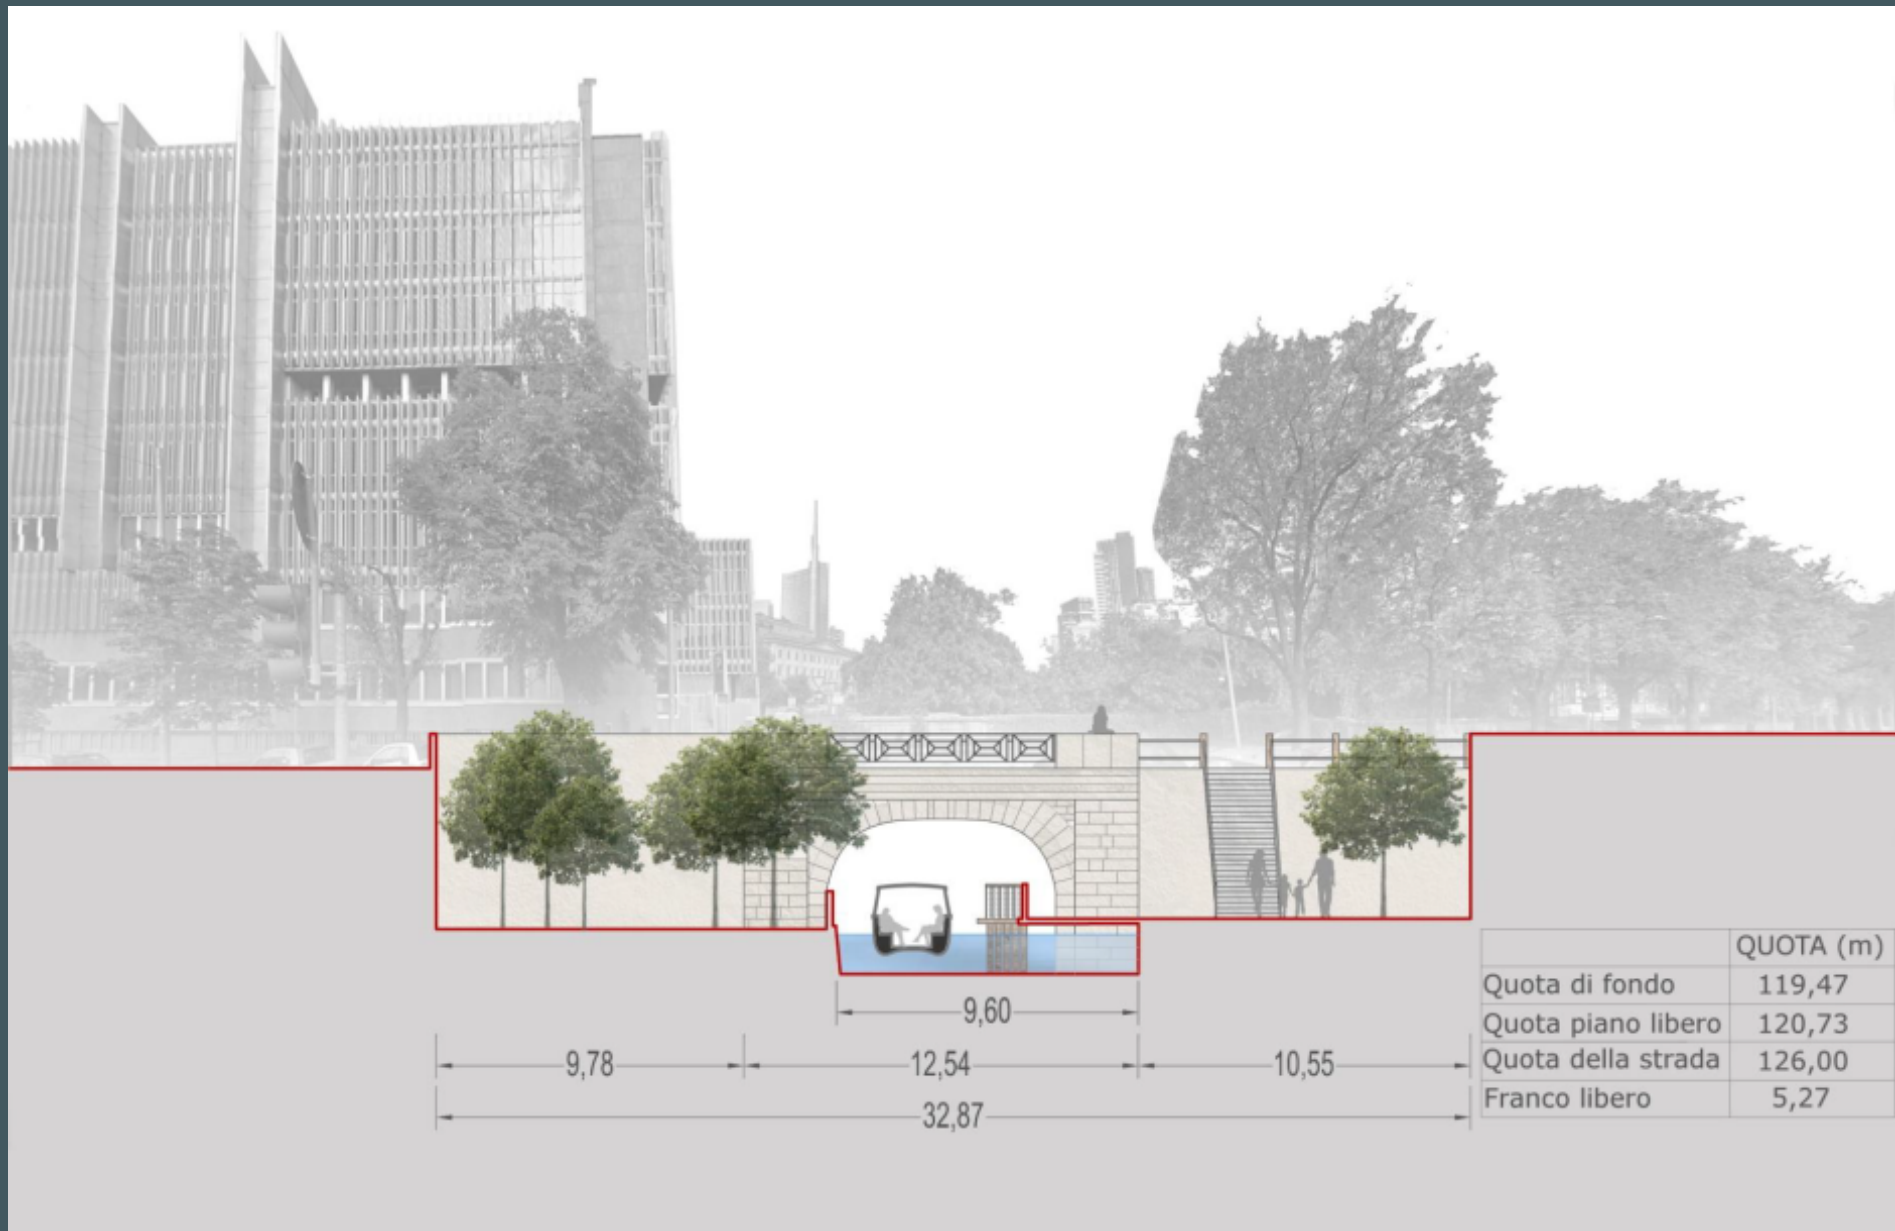 QUOTA (m)
Quota di fondo 119,47
Quota piano libero 120,73
Quota della strada 126,00
Franco libero 5,27
9,60
9,78 12,54 10,55
32,87